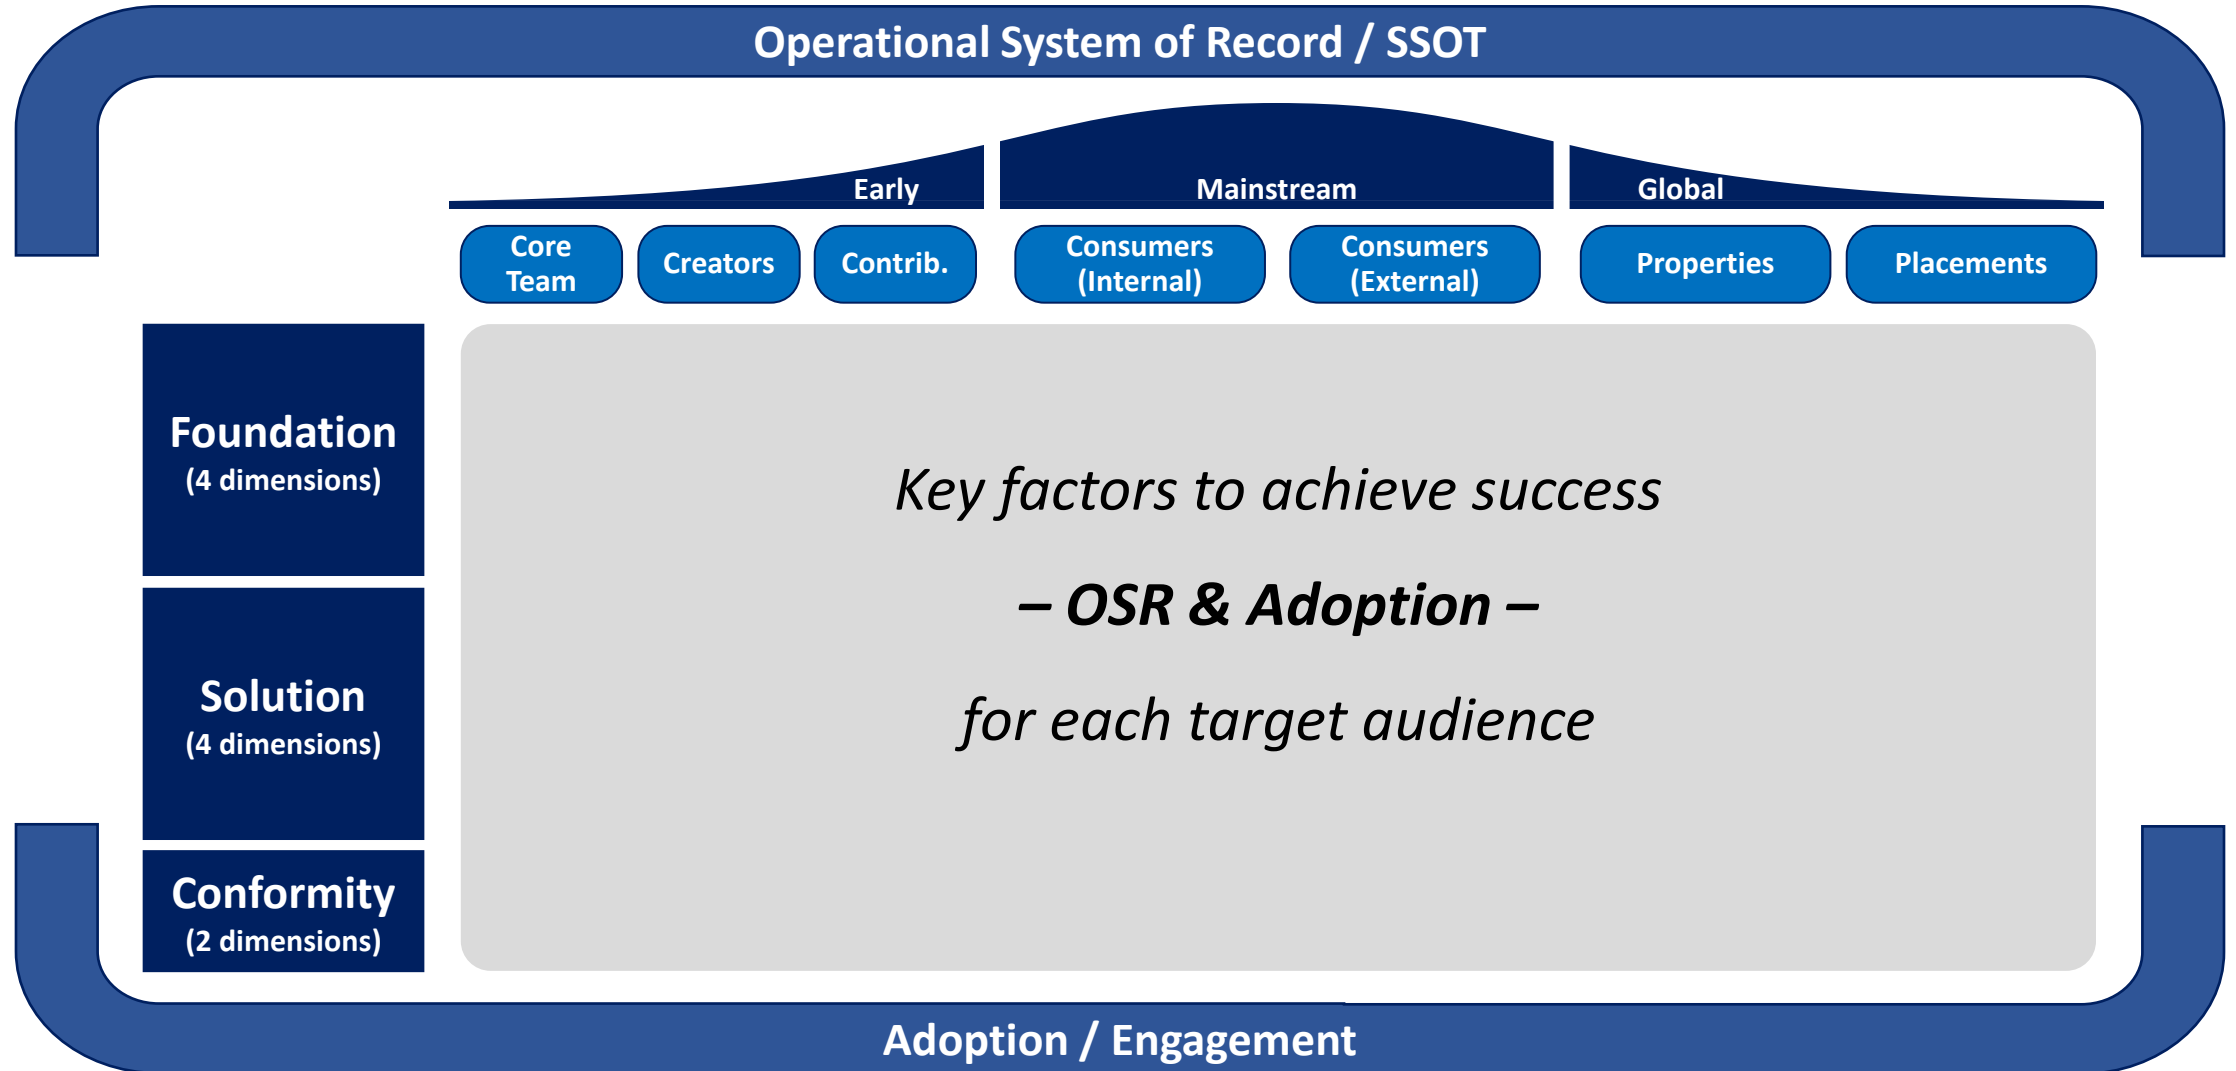 Operational System of Record / SSOT
Early
Mainstream
Global
Core
Team
Creators
Contrib.
Consumers
(Internal)
Consumers
(External)
Properties
Placements
Foundation
(4 dimensions)
Solution
(4 dimensions)
Conformity
(2 dimensions)
Key factors to achieve success
– OSR & Adoption –
for each target audience
Adoption / Engagement